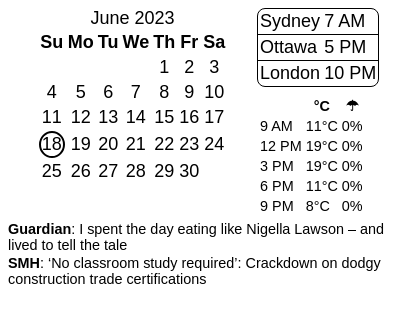 June 2023
Su Mo Tu We Th Fr Sa
1 2 3
4 5 6 7 8 9 10
11 12 13 14 15 16 17
18 19 20 21 22 23 24
25 26 27 28 29 30
Sydney 7 AM
Ottawa 5 PM
London 10 PM
°C ☂
9 AM 11°C 0%
12 PM 19°C 0%
3 PM 19°C 0%
6 PM 11°C 0%
9 PM 8°C 0%
Guardian: I spent the day eating like Nigella Lawson – and
lived to tell the tale
SMH: ‘No classroom study required’: Crackdown on dodgy
construction trade certifications